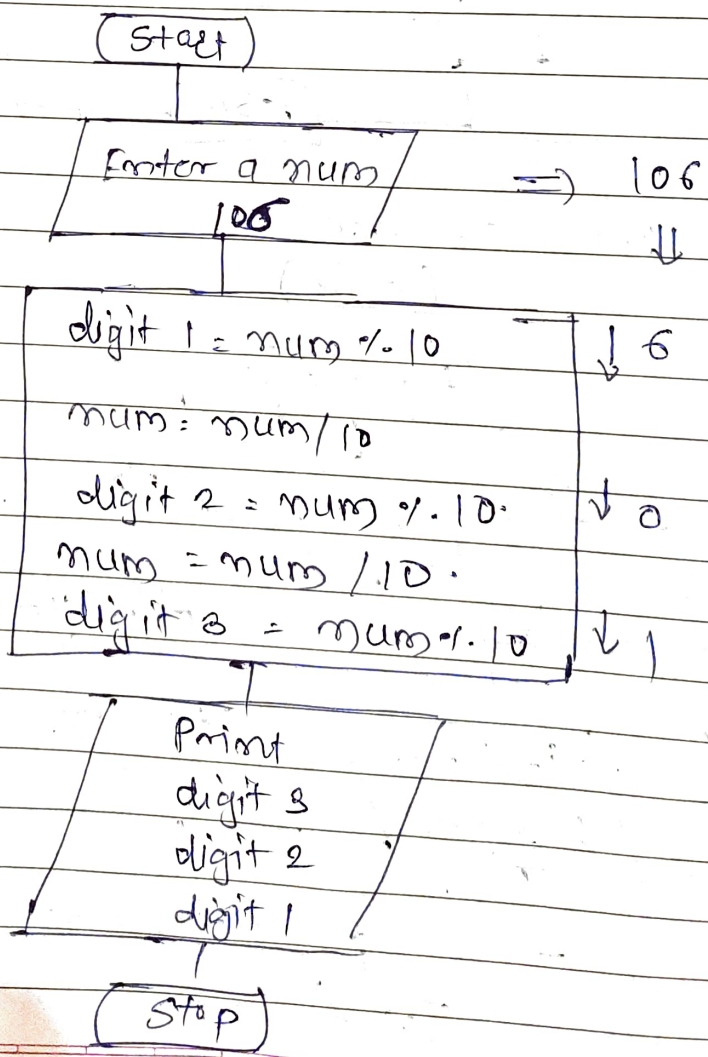 Start
Enter a num
106
=> 106
⇓
digit 1 = num % 10 ↓ 6
num = num / 10
digit 2 = num % 10. ↓ 0
num = num / 10.
digit 3 = num % 10 ↓ 1
Print
digit 3
digit 2
digit 1
Stop